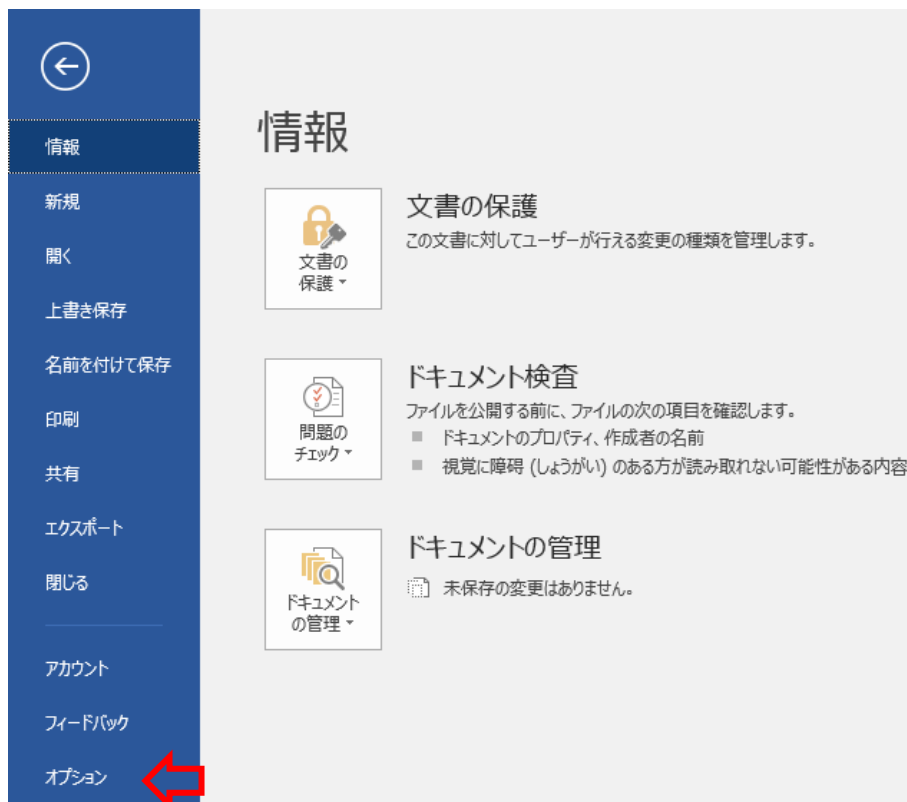 情報
新規
開く
上書き保存
名前を付けて保存
印刷
共有
エクスポート
閉じる
アカウント
フィードバック
オプション
情報
文書の
保護
文書の保護
この文書に対してユーザーが行える変更の種類を管理します。
問題の
チェック
ドキュメント検査
ファイルを公開する前に、ファイルの次の項目を確認します。
ドキュメントのプロパティ、作成者の名前
視覚に障碍 (しょうがい) のある方が読み取れない可能性がある内容
ドキュメント
の管理
ドキュメントの管理
未保存の変更はありません。